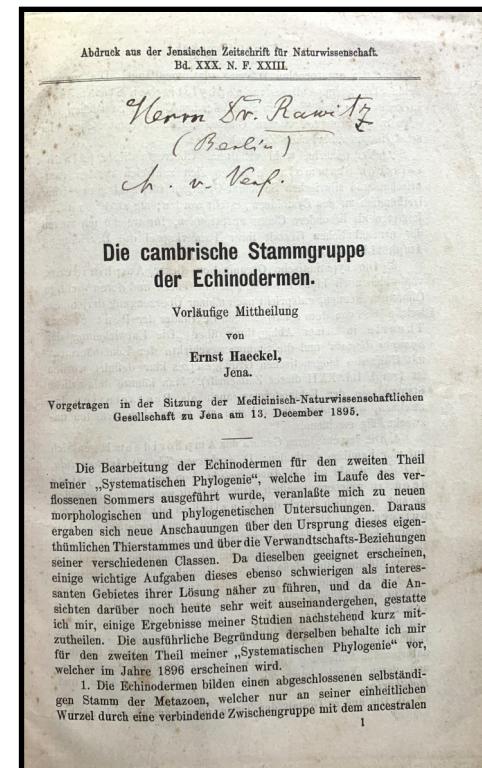 Abdruck aus der Jenaischen Zeitschrift für Naturwissenschaft.
Bd. XXX. N. F. XXIII.
Herrn Dr. Rawitz
(Berlin)
h. v. Verf.
Die cambrische Stammgruppe
der Echinodermen.
Vorläufige Mittheilung
von
Ernst Haeckel,
Jena.
Vorgetragen in der Sitzung der Medicinisch-Naturwissenschaftlichen
Gesellschaft zu Jena am 13. December 1895.
Die Bearbeitung der Echinodermen für den zweiten Theil
meiner „Systematischen Phylogenie“, welche im Laufe des ver-
flossenen Sommers ausgeführt wurde, veranlaßte mich zu neuen
morphologischen und phylogenetischen Untersuchungen. Daraus
ergaben sich neue Anschauungen über den Ursprung dieses eigen-
thümlichen Thierstammes und über die Verwandtschafts-Beziehungen
seiner verschiedenen Classen. Da dieselben geeignet erscheinen,
einige wichtige Aufgaben dieses ebenso schwierigen als interes-
santen Gebietes ihrer Lösung näher zu führen, und da die An-
sichten darüber noch heute sehr weit auseinandergehen, gestatte
ich mir, einige Ergebnisse meiner Studien nachstehend kurz mit-
zutheilen. Die ausführliche Begründung derselben behalte ich mir
für den zweiten Theil meiner „Systematischen Phylogenie“ vor,
welcher im Jahre 1896 erscheinen wird.
1. Die Echinodermen bilden einen abgeschlossenen selbständi-
gen Stamm der Metazoen, welcher nur an seiner einheitlichen
Wurzel durch eine verbindende Zwischengruppe mit dem ancestralen
1